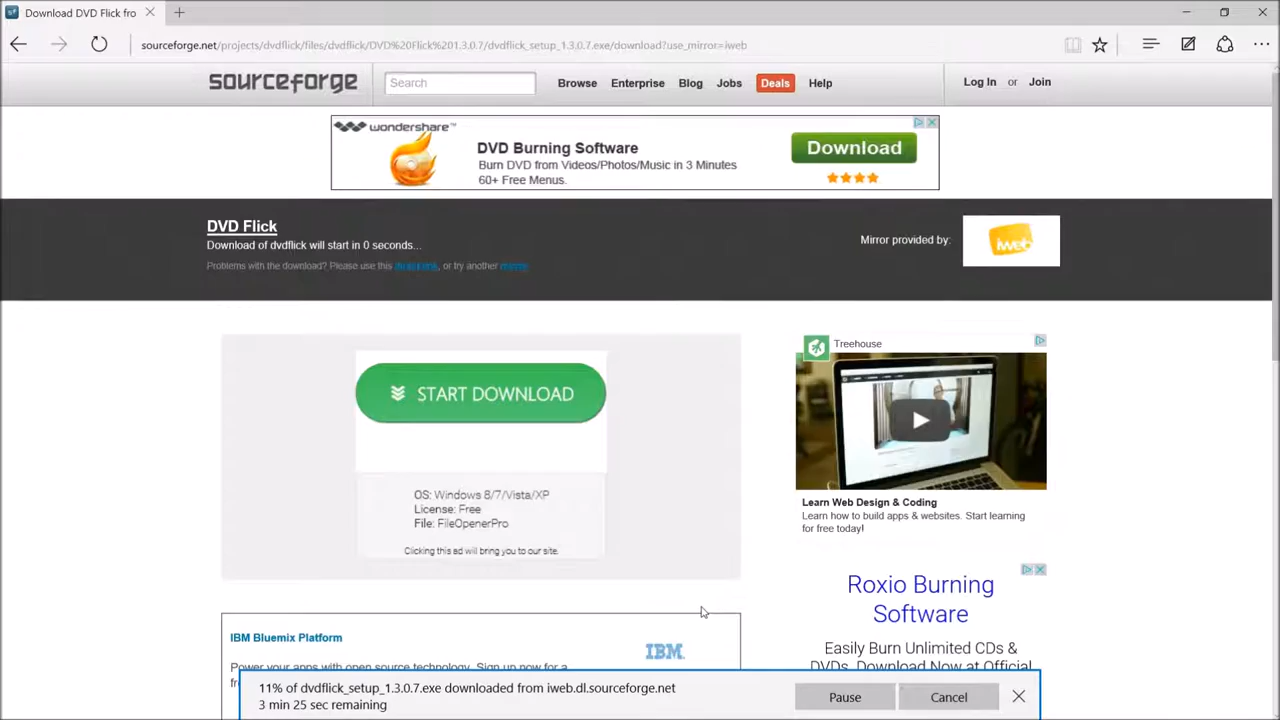 Download DVD Flick fro
sourceforge.net/projects/dvdflick/files/dvdflick/DVD%20Flick%201.3.0.7/dvdflick_setup_1.3.0.7.exe/download?use_mirror=iweb
sourceforge
Search
Browse
Enterprise
Blog
Jobs
Deals
Help
Log In or Join
wondershare™
DVD Burning Software
Burn DVD from Videos/Photos/Music in 3 Minutes
60+ Free Menus.
Download
DVD Flick
Download of dvdflick will start in 0 seconds...
Problems with the download? Please use this direct link, or try another mirror.
Mirror provided by:
iweb
START DOWNLOAD
OS: Windows 8/7/Vista/XP
License: Free
File: FileOpenerPro
Clicking this ad will bring you to our site.
Treehouse
Learn Web Design & Coding
Learn how to build apps & websites. Start learning
for free today!
Roxio Burning
Software
Easily Burn Unlimited CDs &
DVDs. Download Now at Official
IBM Bluemix Platform
IBM.
Power your apps with open source technology. Sign up now for a
11% of dvdflick_setup_1.3.0.7.exe downloaded from iweb.dl.sourceforge.net
3 min 25 sec remaining
Pause
Cancel